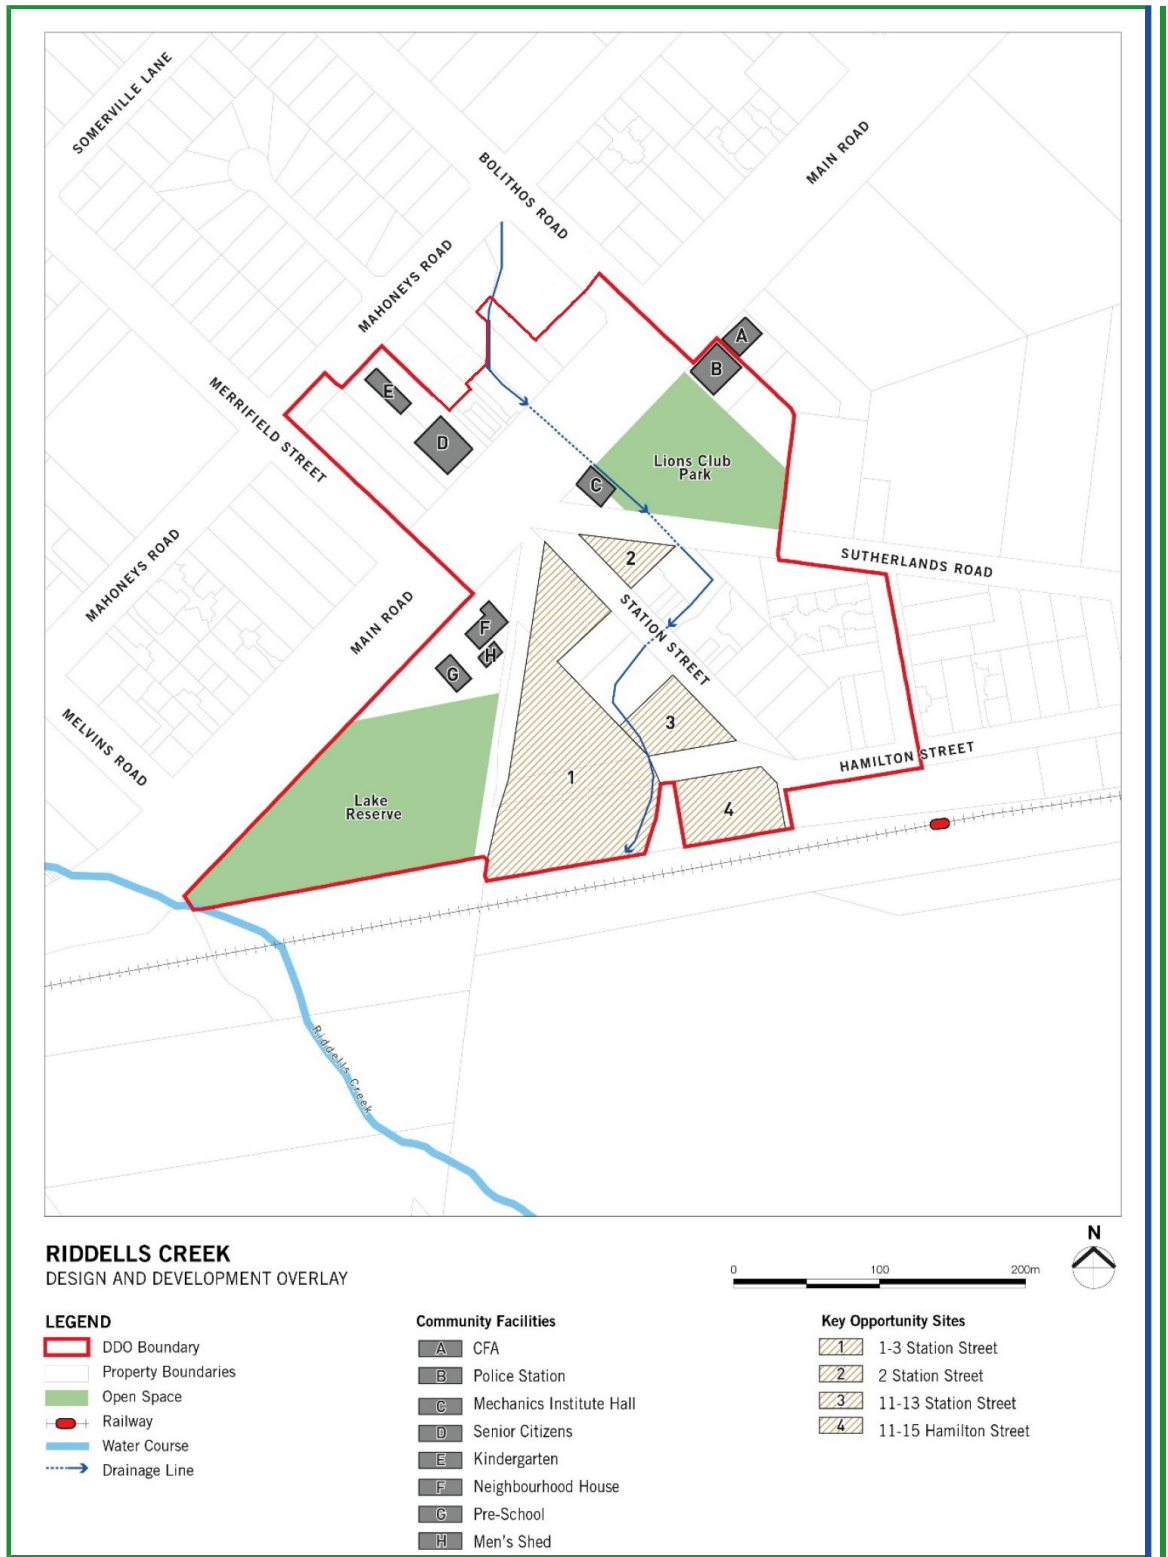 SOMERVILLE LANE
BOLITHOS ROAD
MAIN ROAD
MAHONEYS ROAD
A
B
E
MERRIFIELD STREET
D
Lions Club
Park
C
SUTHERLANDS ROAD
2
MAHONEYS ROAD
MAIN ROAD
STATION STREET
F
H
G
MELVINS ROAD
3
HAMILTON STREET
1
Lake
Reserve
4
Riddells Creek
RIDDELLS CREEK
DESIGN AND DEVELOPMENT OVERLAY
0 100 200m
N
LEGEND
DDO Boundary
Property Boundaries
Open Space
Railway
Water Course
Drainage Line
Community Facilities
A CFA
B Police Station
C Mechanics Institute Hall
D Senior Citizens
E Kindergarten
F Neighbourhood House
G Pre-School
H Men's Shed
Key Opportunity Sites
1 1-3 Station Street
2 2 Station Street
3 11-13 Station Street
4 11-15 Hamilton Street